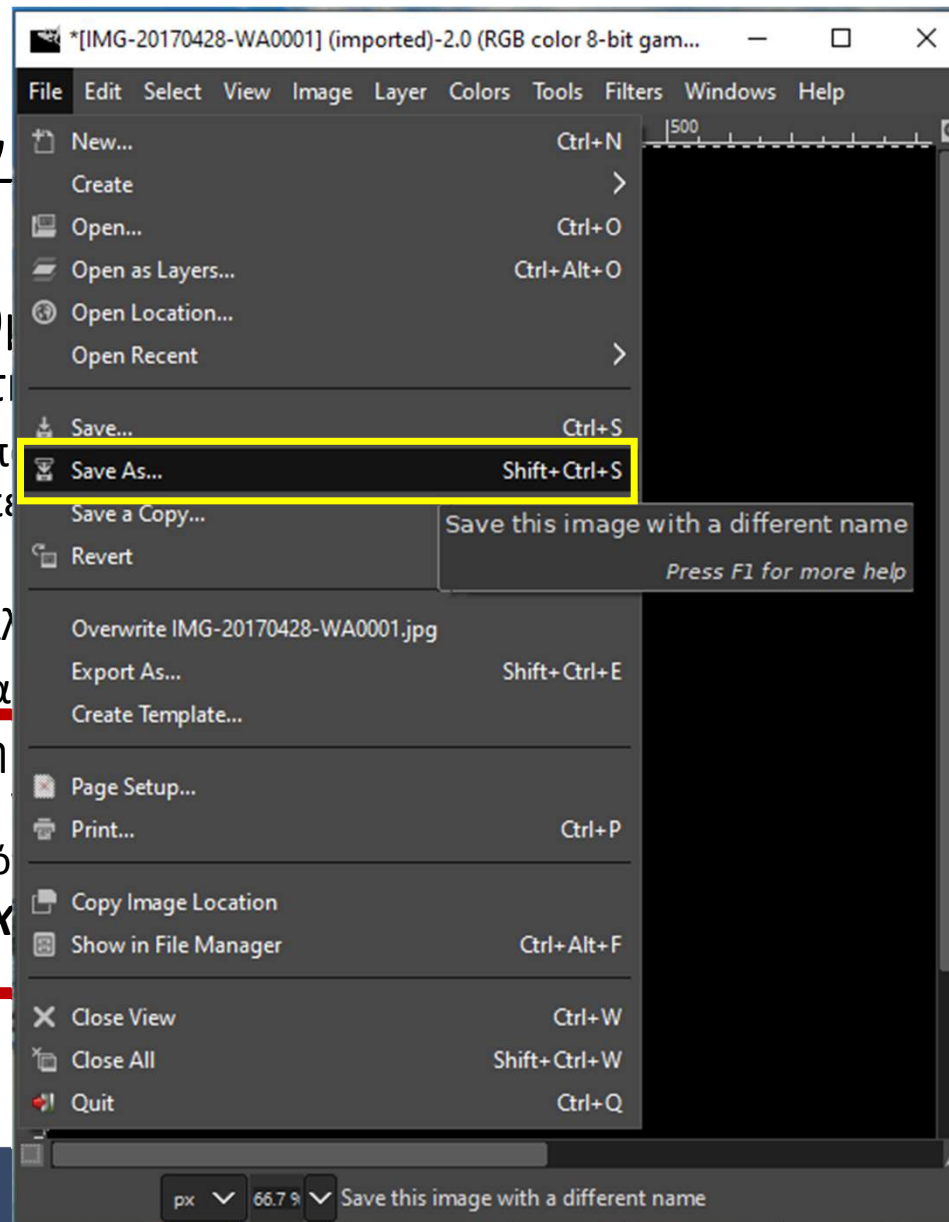 *[IMG-20170428-WA0001] (imported)-2.0 (RGB color 8-bit gam...
File Edit Select View Image Layer Colors Tools Filters Windows Help
500
New... Ctrl+N
Create
Open... Ctrl+O
Open as Layers... Ctrl+Alt+O
Open Location...
Open Recent
Save... Ctrl+S
Save As... Shift+Ctrl+S
Save a Copy...
Save this image with a different name
Revert
Press F1 for more help
Overwrite IMG-20170428-WA0001.jpg
Export As... Shift+Ctrl+E
Create Template...
Page Setup...
Print... Ctrl+P
Copy Image Location
Show in File Manager Ctrl+Alt+F
Close View Ctrl+W
Close All Shift+Ctrl+W
Quit Ctrl+Q
px 66.7 % Save this image with a different name